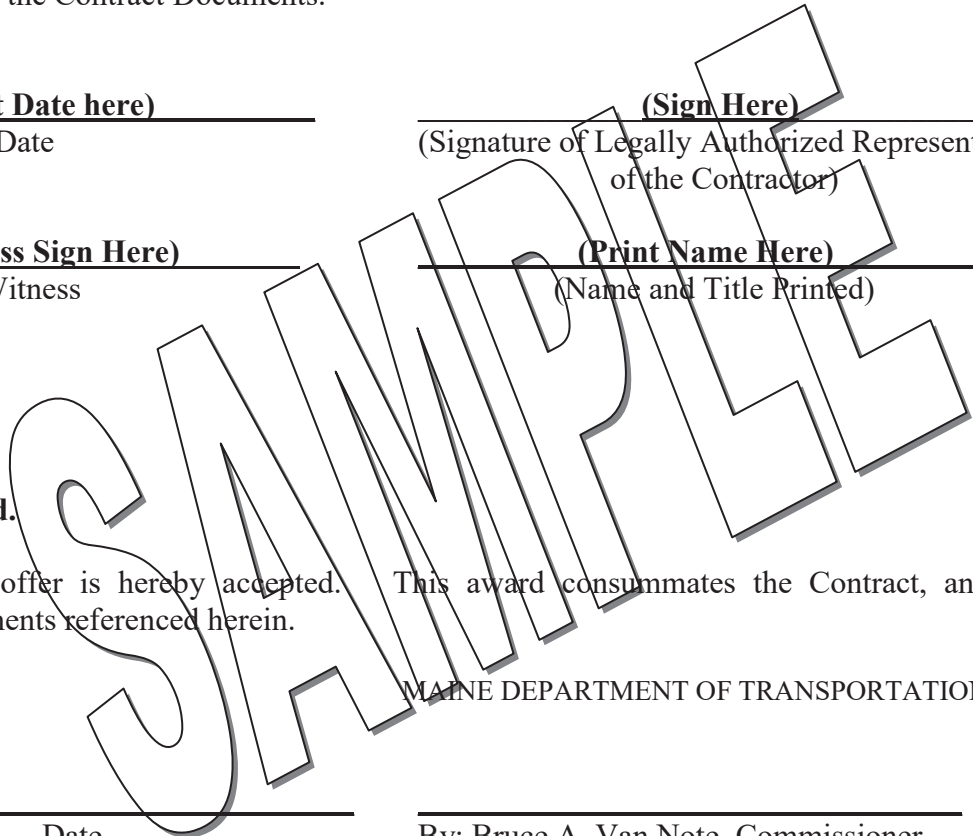 the Contract Documents.
t Date here) (Sign Here)
Date (Signature of Legally Authorized Represent
of the Contractor)
ss Sign Here) (Print Name Here)
Witness (Name and Title Printed)
d.
offer is hereby accepted. This award consummates the Contract, an
ments referenced herein.
MAINE DEPARTMENT OF TRANSPORTATION
Date By: Bruce A. Van Note, Commissioner
SAMPLE